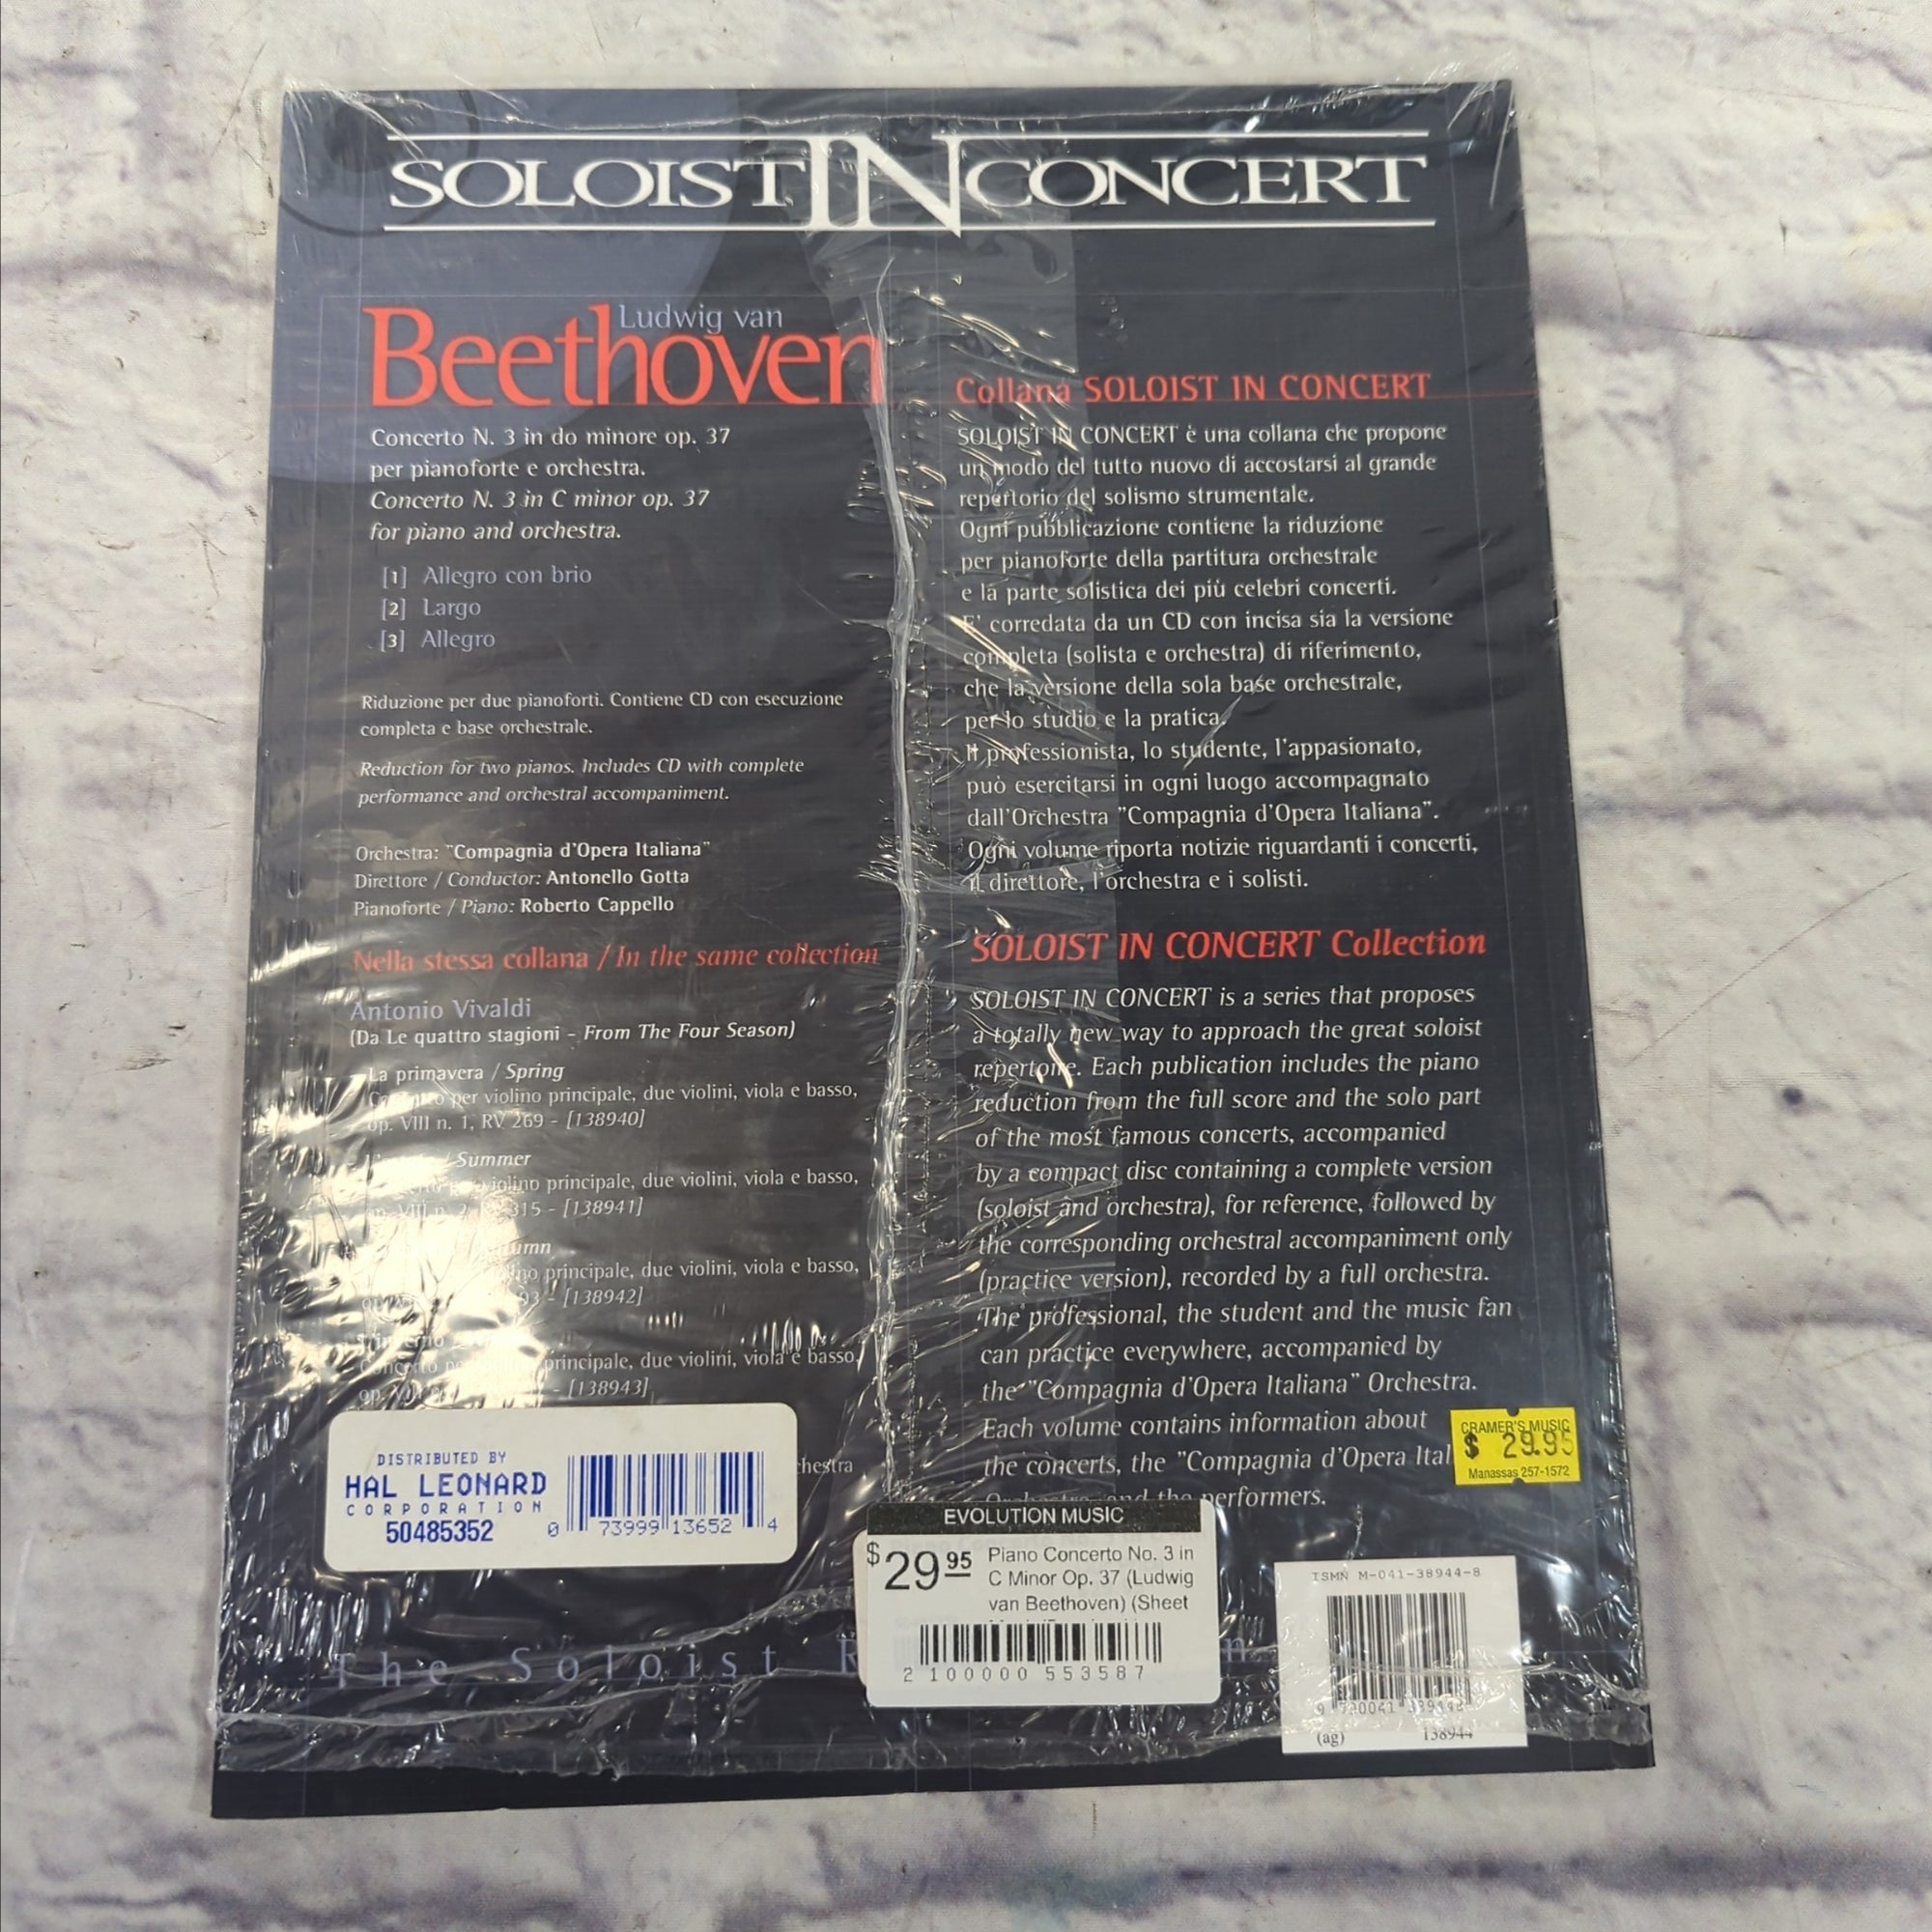 SOLOIST IN CONCERT
Ludwig van
Beethoven
Concerto N. 3 in do minore op. 37
per pianoforte e orchestra.
Concerto N. 3 in C minor op. 37
for piano and orchestra.
[1] Allegro con brio
[2] Largo
[3] Allegro
Riduzione per due pianoforti. Contiene CD con esecuzione
completa e base orchestrale.
Reduction for two pianos. Includes CD with complete
performance and orchestral accompaniment.
Orchestra: "Compagnia d'Opera Italiana"
Direttore / Conductor: Antonello Gotta
Pianoforte / Piano: Roberto Cappello
Nella stessa collana / In the same collection
Antonio Vivaldi
(Da Le quattro stagioni - From The Four Season)
La primavera / Spring
per violino principale, due violini, viola e basso,
op. VIII n. 1, RV 269 - [138940]
/ Summer
violino principale, due violini, viola e basso,
op. VIII n. 2, 315 - [138941]
principale, due violini, viola e basso,
93 - [138942]
Concerto principale, due violini, viola e basso,
op. - [138943]
DISTRIBUTED BY
HAL LEONARD
CORPORATION
50485352
0 73999 13652 4
Collana SOLOIST IN CONCERT
SOLOIST IN CONCERT è una collana che propone
un modo del tutto nuovo di accostarsi al grande
repertorio del solismo strumentale.
Ogni pubblicazione contiene la riduzione
per pianoforte della partitura orchestrale
e la parte solistica dei più celebri concerti.
E' corredata da un CD con incisa sia la versione
completa (solista e orchestra) di riferimento,
che la versione della sola base orchestrale,
per lo studio e la pratica.
Il professionista, lo studente, l'appasionato,
può esercitarsi in ogni luogo accompagnato
dall'Orchestra "Compagnia d'Opera Italiana".
Ogni volume riporta notizie riguardanti i concerti,
il direttore, l'orchestra e i solisti.
SOLOIST IN CONCERT Collection
SOLOIST IN CONCERT is a series that proposes
a totally new way to approach the great soloist
repertoire. Each publication includes the piano
reduction from the full score and the solo part
of the most famous concerts, accompanied
by a compact disc containing a complete version
(soloist and orchestra), for reference, followed by
the corresponding orchestral accompaniment only
(practice version), recorded by a full orchestra.
The professional, the student and the music fan
can practice everywhere, accompanied by
the "Compagnia d'Opera Italiana" Orchestra.
Each volume contains information about
the concerts, the "Compagnia d'Opera Ital
and the performers.
CRAMER'S MUSIC
$ 29.95
Manassas 257-1572
EVOLUTION MUSIC
$29.95
Piano Concerto No. 3 in
C Minor Op. 37 (Ludwig
van Beethoven) (Sheet
2 100000 553587
The Soloist
ISMN M-041-38944-8
(ag) 138944